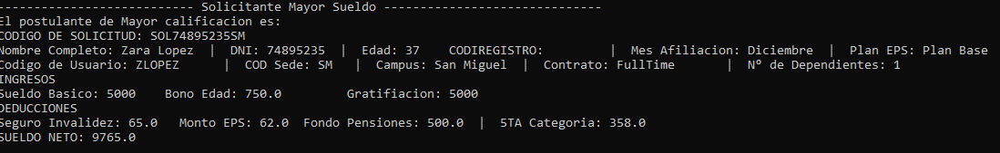 --------------------------- Solicitante Mayor Sueldo ------------------------------
El postulante de Mayor calificacion es:
CODIGO DE SOLICITUD: SOL74895235SM
Nombre Completo: Zara Lopez  |  DNI: 74895235  |  Edad: 37    CODIREGISTRO:         |  Mes Afiliacion: Diciembre  |  Plan EPS: Plan Base
Codigo de Usuario: ZLOPEZ      |  COD Sede: SM   |  Campus: San Miguel  |  Contrato: FullTime       |  Nº de Dependientes: 1
INGRESOS
Sueldo Basico: 5000    Bono Edad: 750.0         Gratifiacion: 5000
DEDUCCIONES
Seguro Invalidez: 65.0   Monto EPS: 62.0  Fondo Pensiones: 500.0  |  5TA Categoria: 358.0
SUELDO NETO: 9765.0